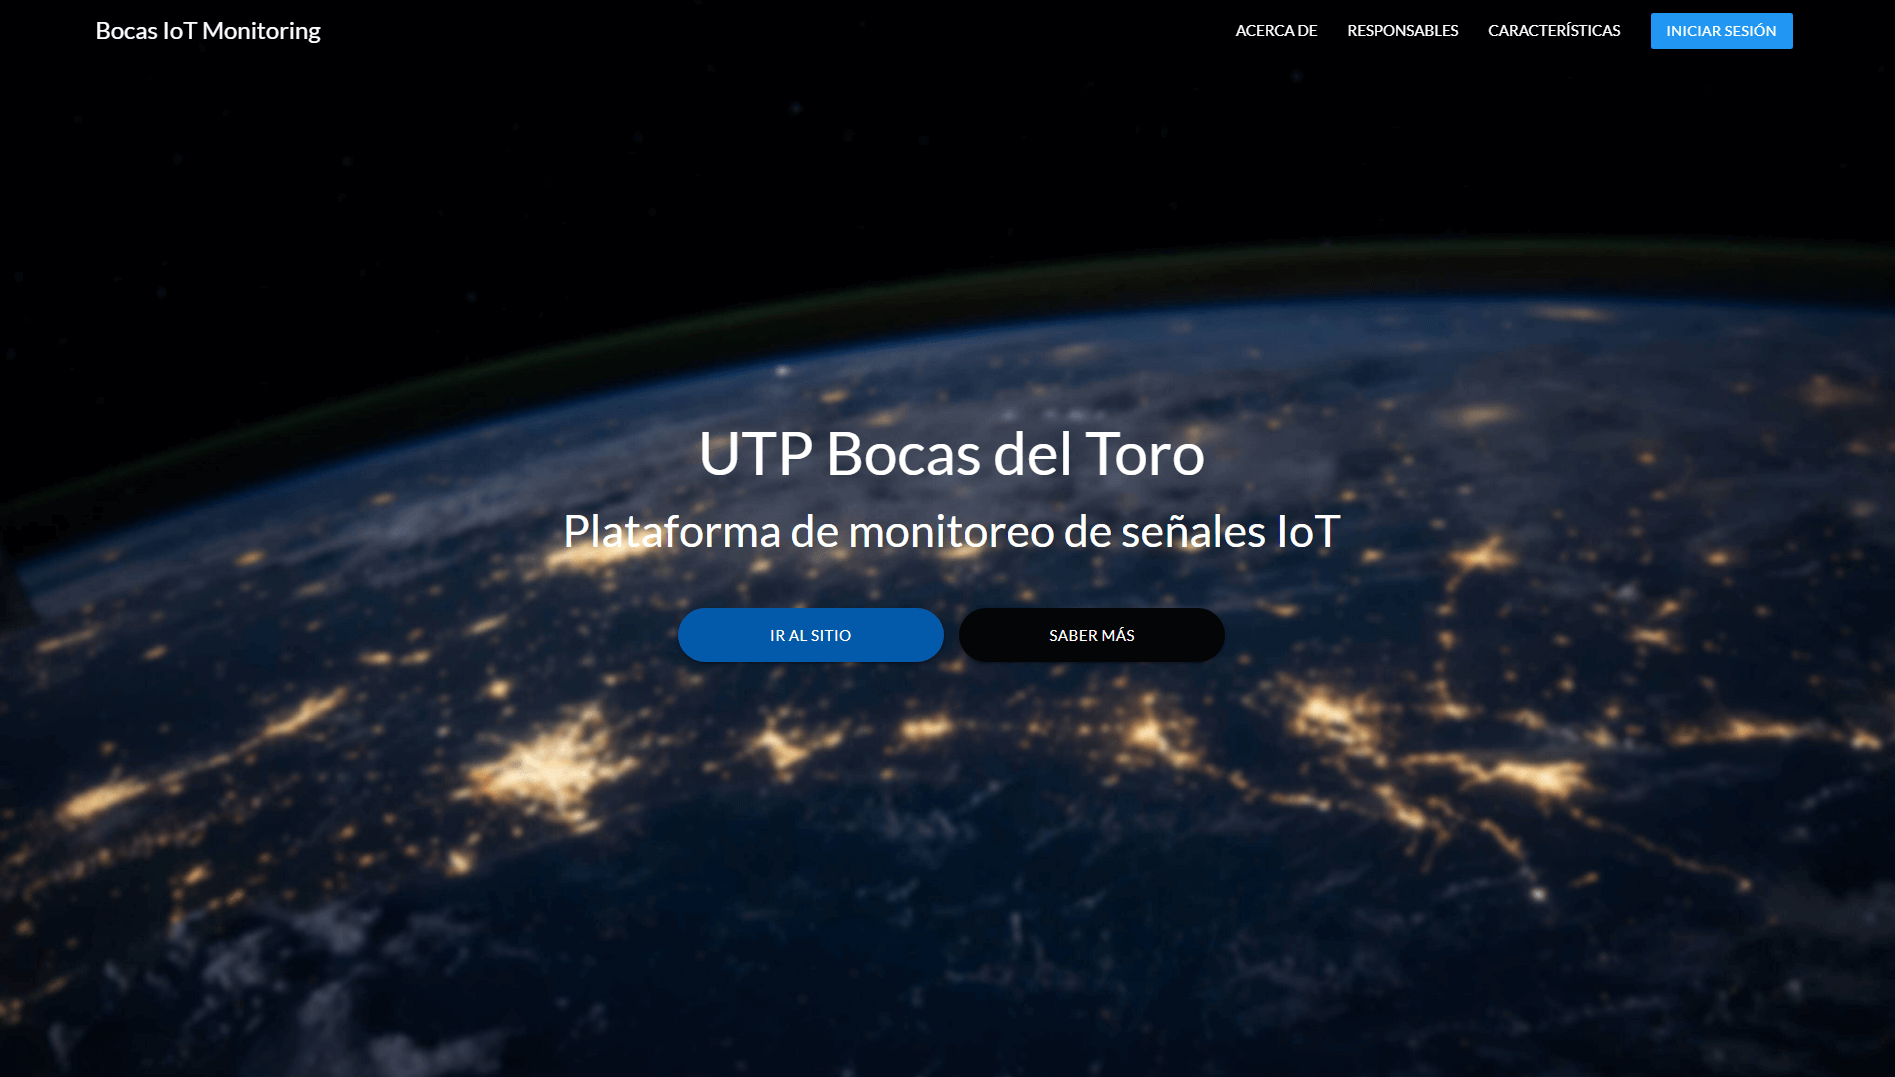 Bocas IoT Monitoring
ACERCA DE
RESPONSABLES
CARACTERÍSTICAS
INICIAR SESIÓN
UTP Bocas del Toro
Plataforma de monitoreo de señales IoT
IR AL SITIO
SABER MÁS